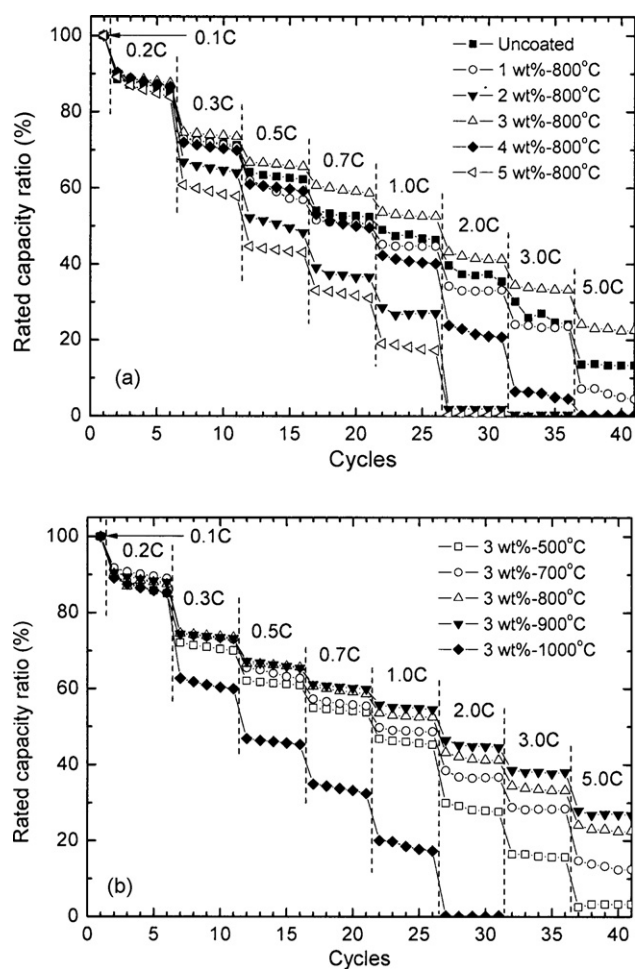 100
80
60
40
20
0
Rated capacity ratio (%)
0.1C
0.2C
0.3C
0.5C
0.7C
1.0C
2.0C
3.0C
5.0C
Uncoated
1 wt%-800°C
2 wt%-800°C
3 wt%-800°C
4 wt%-800°C
5 wt%-800°C
(a)
0 5 10 15 20 25 30 35 40
Cycles
100
80
60
40
20
0
Rated capacity ratio (%)
0.1C
0.2C
0.3C
0.5C
0.7C
1.0C
2.0C
3.0C
5.0C
3 wt%-500°C
3 wt%-700°C
3 wt%-800°C
3 wt%-900°C
3 wt%-1000°C
(b)
0 5 10 15 20 25 30 35 40
Cycles